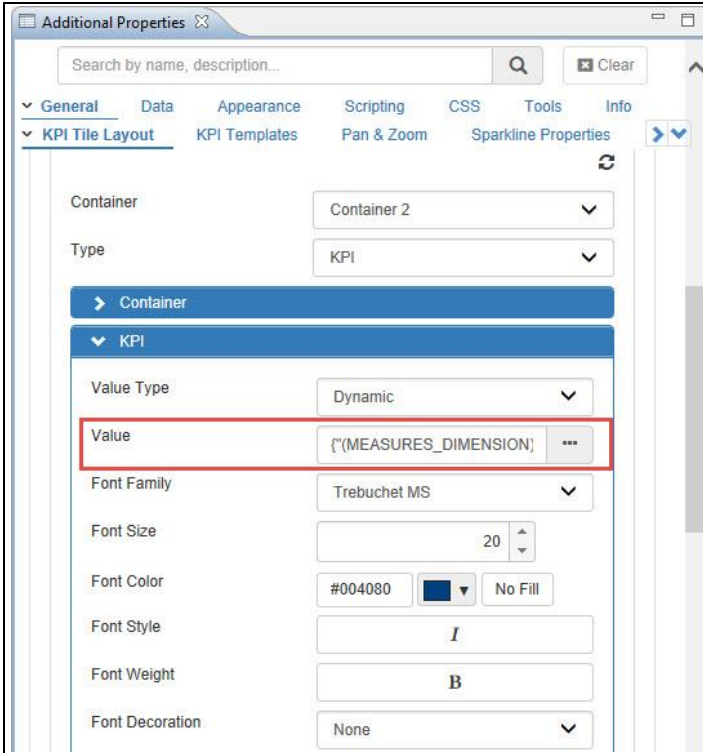 Additional Properties
Search by name, description...
Clear
General Data Appearance Scripting CSS Tools Info
KPI Tile Layout KPI Templates Pan & Zoom Sparkline Properties
Container Container 2
Type KPI
Container
KPI
Value Type Dynamic
Value {"(MEASURES_DIMENSION) ...
Font Family Trebuchet MS
Font Size 20
Font Color #004080 No Fill
Font Style I
Font Weight B
Font Decoration None